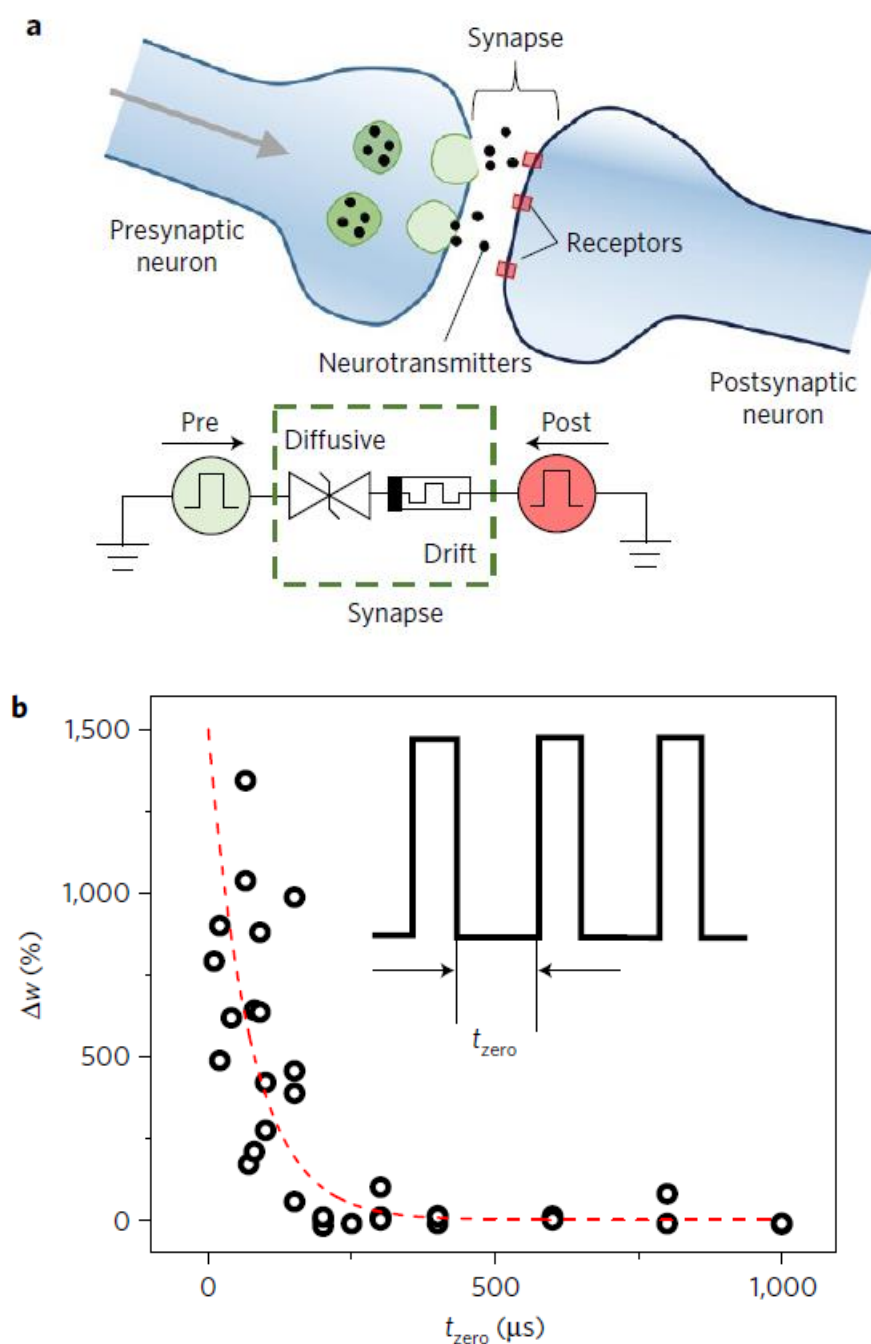 a
Synapse
Presynaptic
neuron
Receptors
Neurotransmitters
Postsynaptic
neuron
Pre
Diffusive
Post
Drift
Synapse
b
1,500
1,000
500
0
Δw (%)
t_zero
0
500
1,000
t_zero (μs)